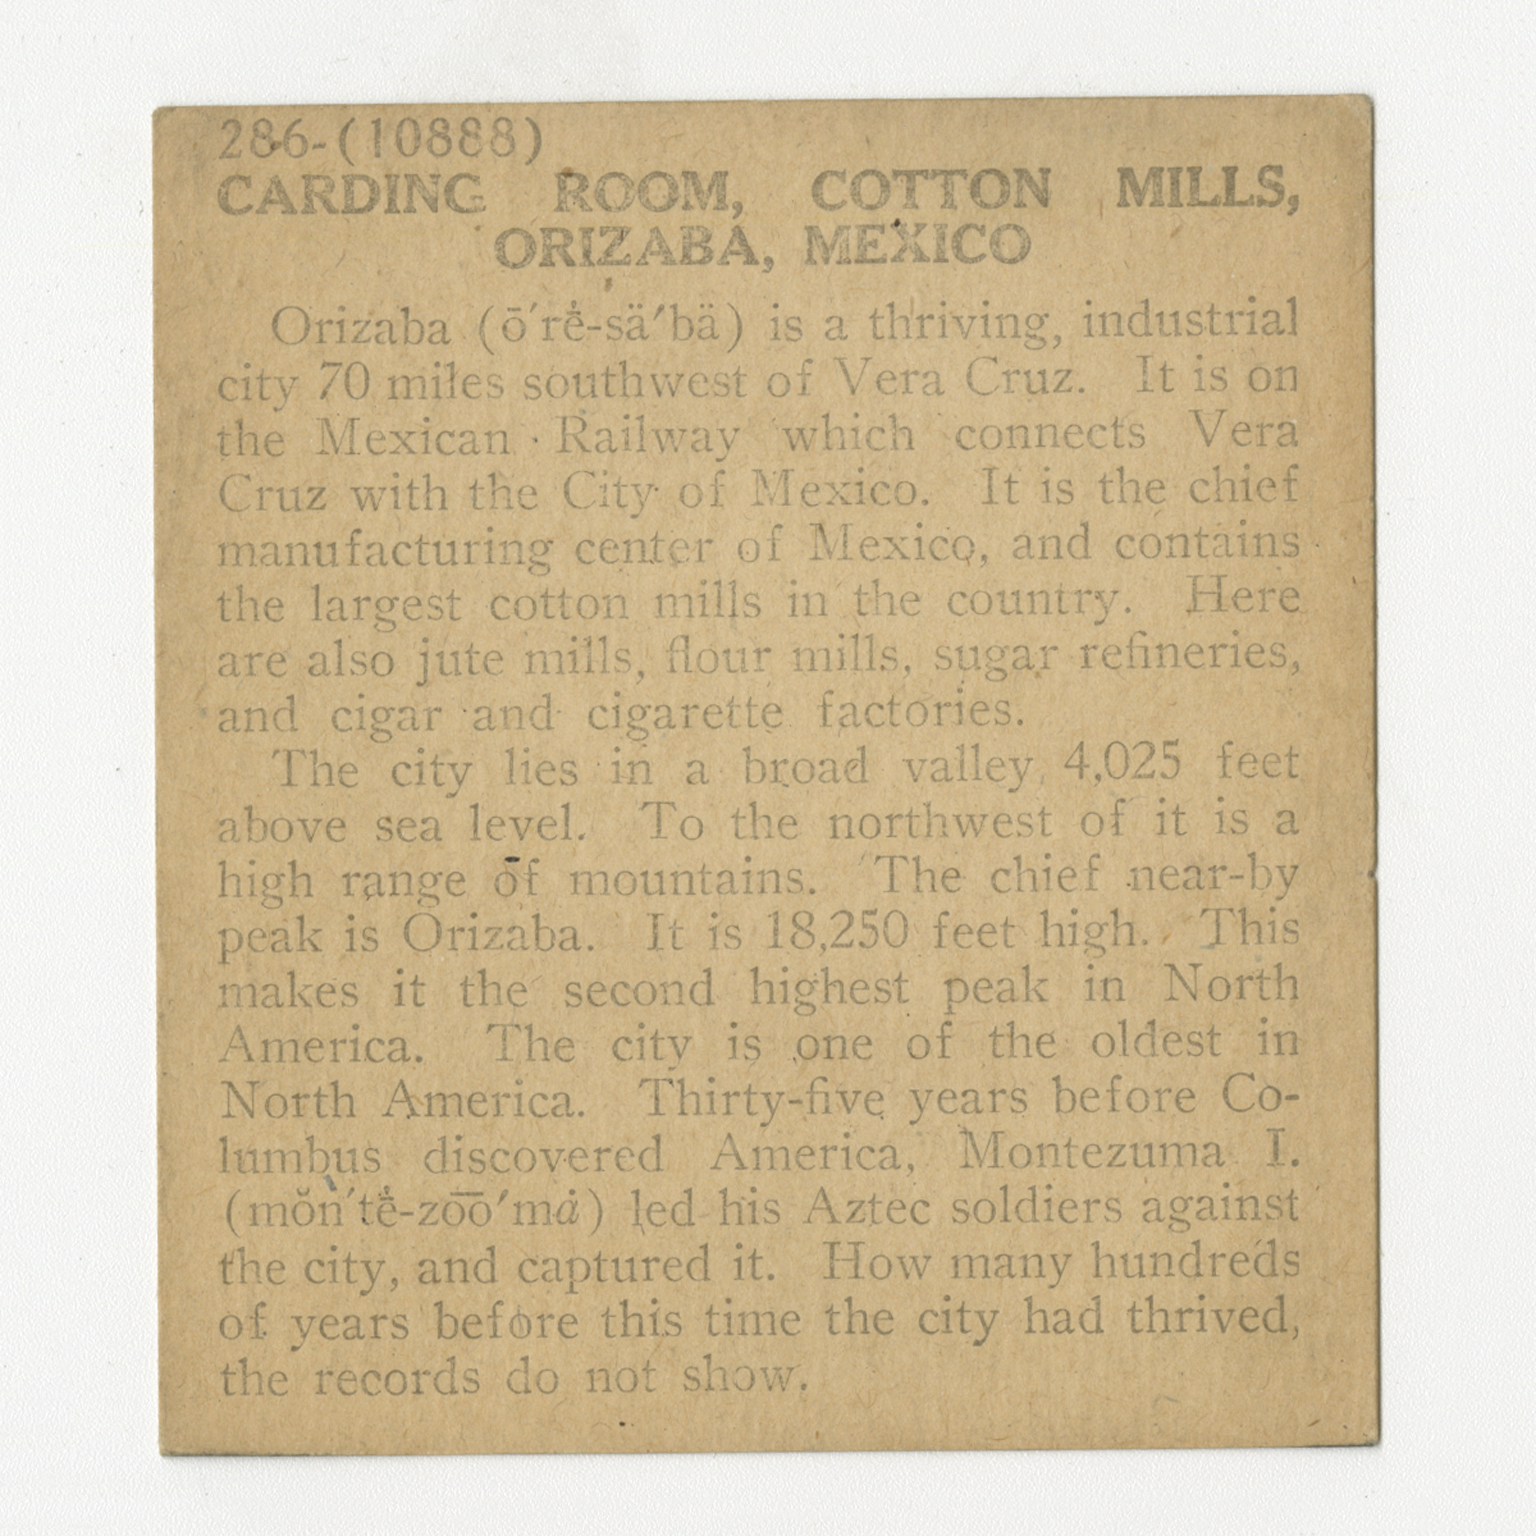 286-(10888)
CARDING ROOM, COTTON MILLS,
ORIZABA, MEXICO
Orizaba (ō′rė̄-sä′bä) is a thriving, industrial
city 70 miles southwest of Vera Cruz. It is on
the Mexican Railway which connects Vera
Cruz with the City of Mexico. It is the chief
manufacturing center of Mexico, and contains
the largest cotton mills in the country. Here
are also jute mills, flour mills, sugar refineries,
and cigar and cigarette factories.
The city lies in a broad valley 4,025 feet
above sea level. To the northwest of it is a
high range of mountains. The chief near-by
peak is Orizaba. It is 18,250 feet high. This
makes it the second highest peak in North
America. The city is one of the oldest in
North America. Thirty-five years before Co-
lumbus discovered America, Montezuma I.
(mŏn′tė̄-zo͞o′mȧ) led his Aztec soldiers against
the city, and captured it. How many hundreds
of years before this time the city had thrived,
the records do not show.